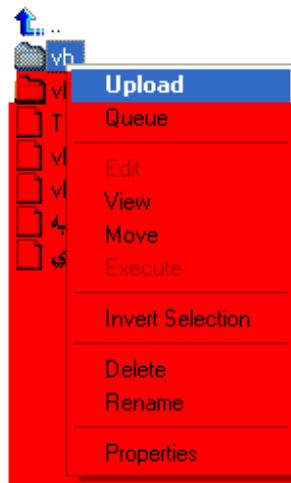 ..
vb
Upload
Queue
Edit
View
Move
Execute
Invert Selection
Delete
Rename
Properties